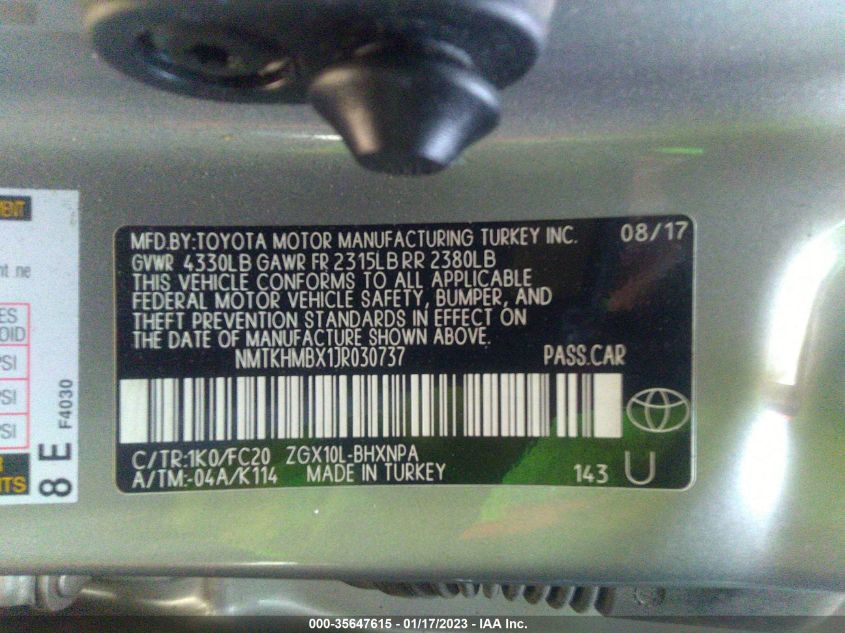 MFD.BY:TOYOTA MOTOR MANUFACTURING TURKEY INC. 08/17
GVWR 4330LB GAWR FR 2315LB RR 2380LB
THIS VEHICLE CONFORMS TO ALL APPLICABLE
FEDERAL MOTOR VEHICLE SAFETY, BUMPER, AND
THEFT PREVENTION STANDARDS IN EFFECT ON
THE DATE OF MANUFACTURE SHOWN ABOVE.
NMTKHMBX1JR030737 PASS.CAR
C/TR:1K0/FC20 ZGX10L-BHXNPA
A/TM:-04A/K114 MADE IN TURKEY 143 U
PSI
PSI
PSI
8 E
F4030
000-35647615 - 01/17/2023 - IAA Inc.